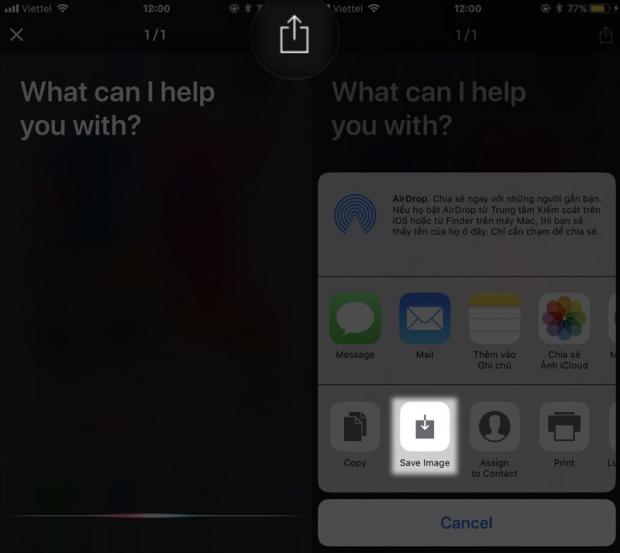 Viettel 12:00
1/1
What can I help
you with?
Viettel 12:00 77%
1/1
What can I help
you with?
AirDrop. Chia sẻ ngay với những người gần bạn.
Nếu họ bật AirDrop từ Trung tâm Kiểm soát trên
iOS hoặc từ Finder trên máy Mac, thì bạn sẽ
thấy tên của họ ở đây. Chỉ cần chạm để chia sẻ.
Message
Mail
Thêm vào
Ghi chú
Chia sẻ
Ảnh iCloud
Copy
Save Image
Assign
to Contact
Print
Cancel